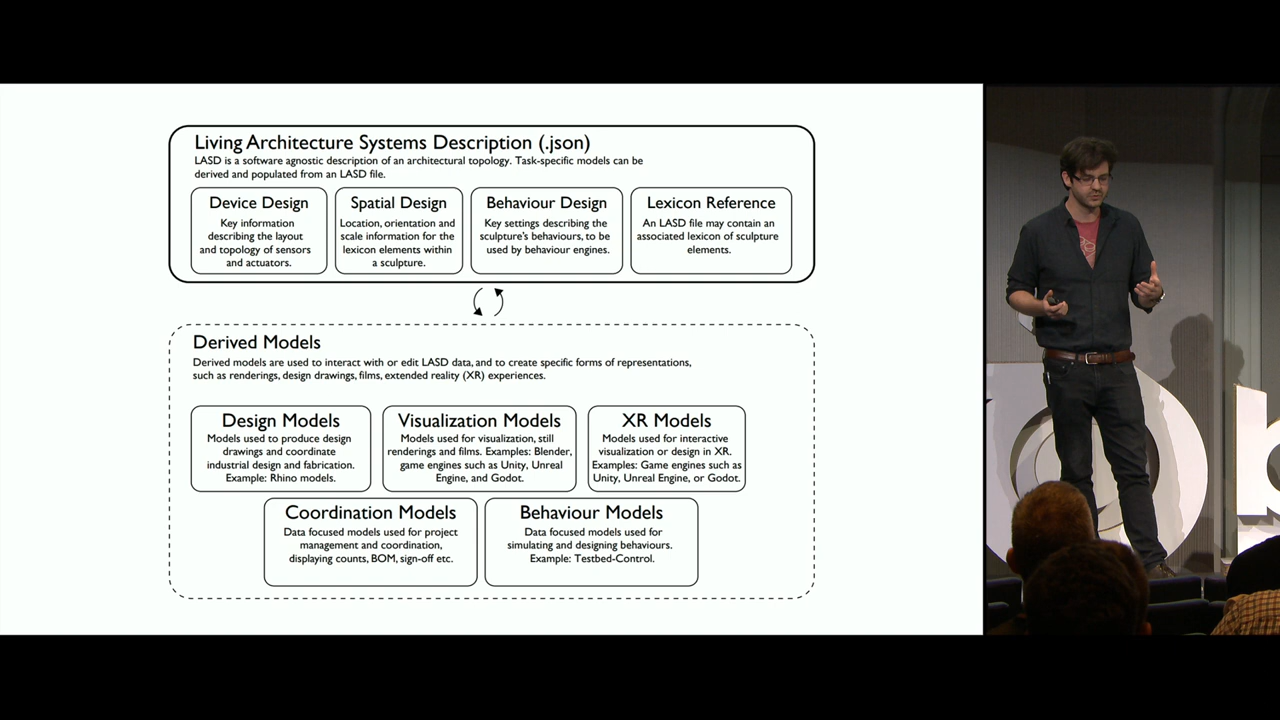 Living Architecture Systems Description (.json)
LASD is a software agnostic description of an architectural topology. Task-specific models can be
derived and populated from an LASD file.
Device Design
Key information
describing the layout
and topology of sensors
and actuators.
Spatial Design
Location, orientation and
scale information for the
lexicon elements within
a sculpture.
Behaviour Design
Key settings describing the
sculpture's behaviours, to be
used by behaviour engines.
Lexicon Reference
An LASD file may contain an
associated lexicon of sculpture
elements.
Derived Models
Derived models are used to interact with or edit LASD data, and to create specific forms of representations,
such as renderings, design drawings, films, extended reality (XR) experiences.
Design Models
Models used to produce design
drawings and coordinate
industrial design and fabrication.
Example: Rhino models.
Visualization Models
Models used for visualization, still
renderings and films. Examples: Blender,
game engines such as Unity, Unreal
Engine, and Godot.
XR Models
Models used for interactive
visualization or design in XR.
Examples: Game engines such as
Unity, Unreal Engine, or Godot.
Coordination Models
Data focused models used for project
management and coordination,
displaying counts, BOM, sign-off etc.
Behaviour Models
Data focused models used for
simulating and designing behaviours.
Example: Testbed-Control.